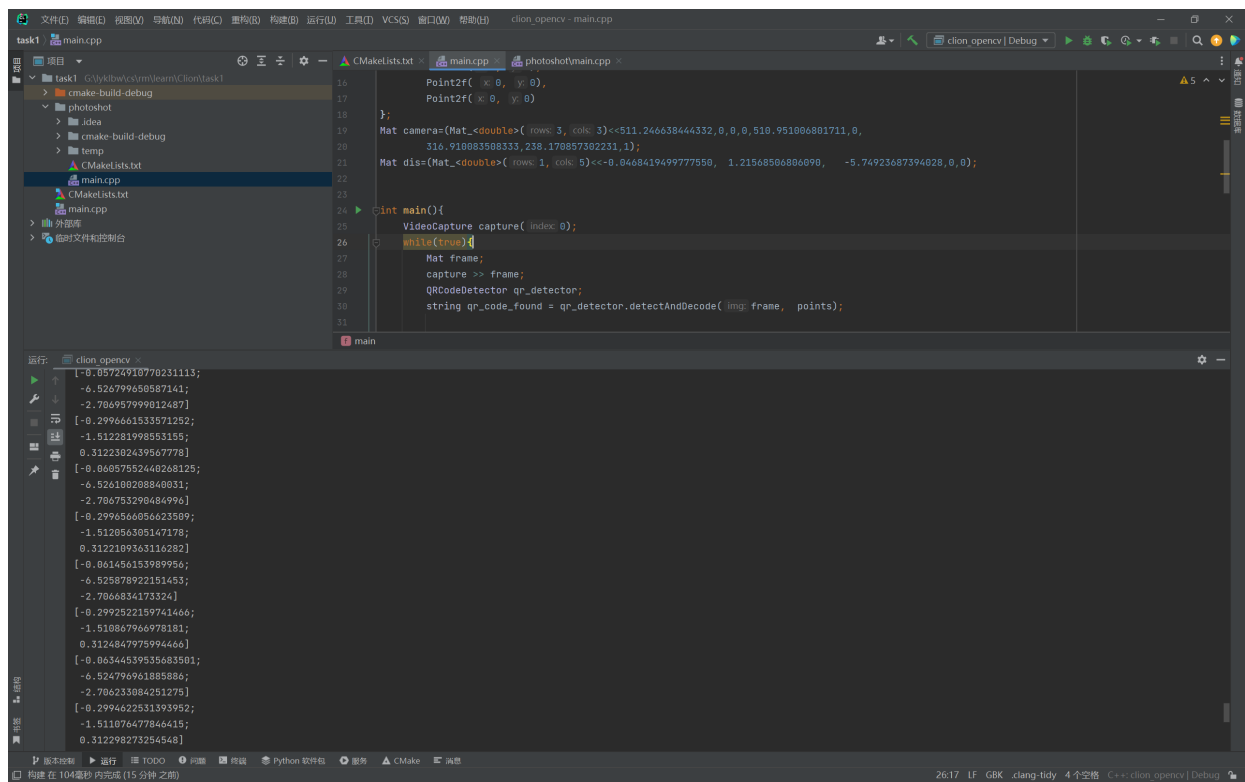 文件(F) 编辑(E) 视图(V) 导航(N) 代码(C) 重构(R) 构建(B) 运行(U) 工具(I) VCS(S) 窗口(W) 帮助(H) clion_opencv - main.cpp
task1 main.cpp
clion_opencv | Debug
项目
CMakeLists.txt
main.cpp
photoshot\main.cpp
task1 G:\lyklbw\cs\rm\learn\Clion\task1
cmake-build-debug
photoshot
.idea
cmake-build-debug
temp
CMakeLists.txt
main.cpp
CMakeLists.txt
main.cpp
外部库
临时文件和控制台
5
16 Point2f( x: 0, y: 0),
17 Point2f( x: 0, y: 0)
18 };
19 Mat camera=(Mat_<double>( rows: 3, cols: 3)<<511.246638444332,0,0,0,510.951006801711,0,
20 316.910083508333,238.170857302231,1);
21 Mat dis=(Mat_<double>( rows: 1, cols: 5)<<-0.0468419499777550, 1.21568506806090, -5.74923687394028,0,0);
22
23
24 int main(){
25 VideoCapture capture( index: 0);
26 while(true){
27 Mat frame;
28 capture >> frame;
29 QRCodeDetector qr_detector;
30 string qr_code_found = qr_detector.detectAndDecode( img: frame, points);
31
main
通知
数据库
运行: clion_opencv
[-0.05724910770231113;
-6.526799650587141;
-2.706957999012487]
[-0.2996661533571252;
-1.512281998553155;
0.3122302439567778]
[-0.06057552440268125;
-6.526100208840031;
-2.706753290484996]
[-0.2996566056623509;
-1.512056305147178;
0.3122109363116282]
[-0.061456153989956;
-6.525878922151453;
-2.7066834173324]
[-0.2992522159741466;
-1.510867966978181;
0.3124847975994466]
[-0.06344539535683501;
-6.524796961885886;
-2.706233084251275]
[-0.2994622531393952;
-1.511076477846415;
0.312298273254548]
结构
书签
版本控制 运行 TODO 问题 终端 Python 软件包 服务 CMake 消息
构建 在 104毫秒 内完成 (15 分钟 之前)
26:17 LF GBK .clang-tidy 4 个空格 C++: clion_opencv | Debug